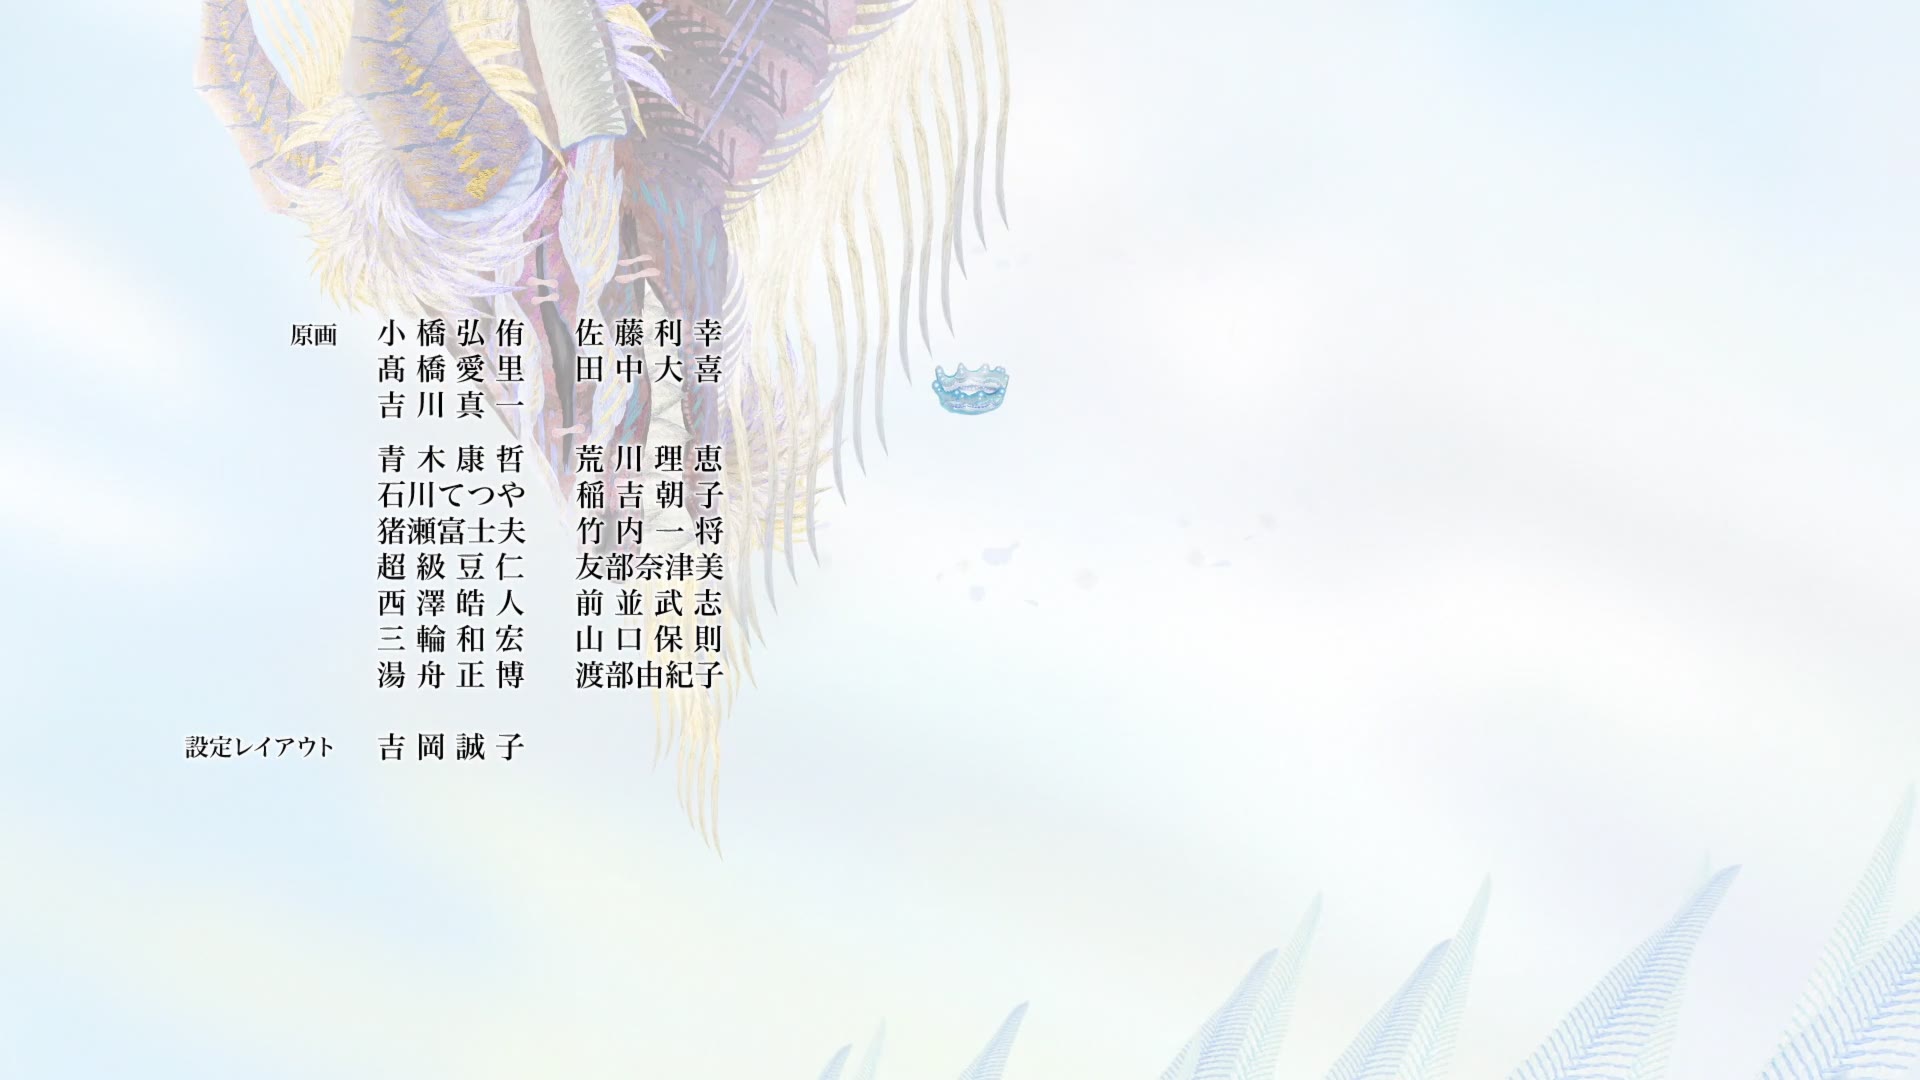 原画 小橋弘侑 佐藤利幸
髙橋愛里 田中大喜
吉川真一
青木康哲 荒川理恵
石川てつや 稲吉朝子
猪瀬富士夫 竹内一将
超級豆仁 友部奈津美
西澤皓人 前並武志
三輪和宏 山口保則
湯舟正博 渡部由紀子
設定レイアウト 吉岡誠子